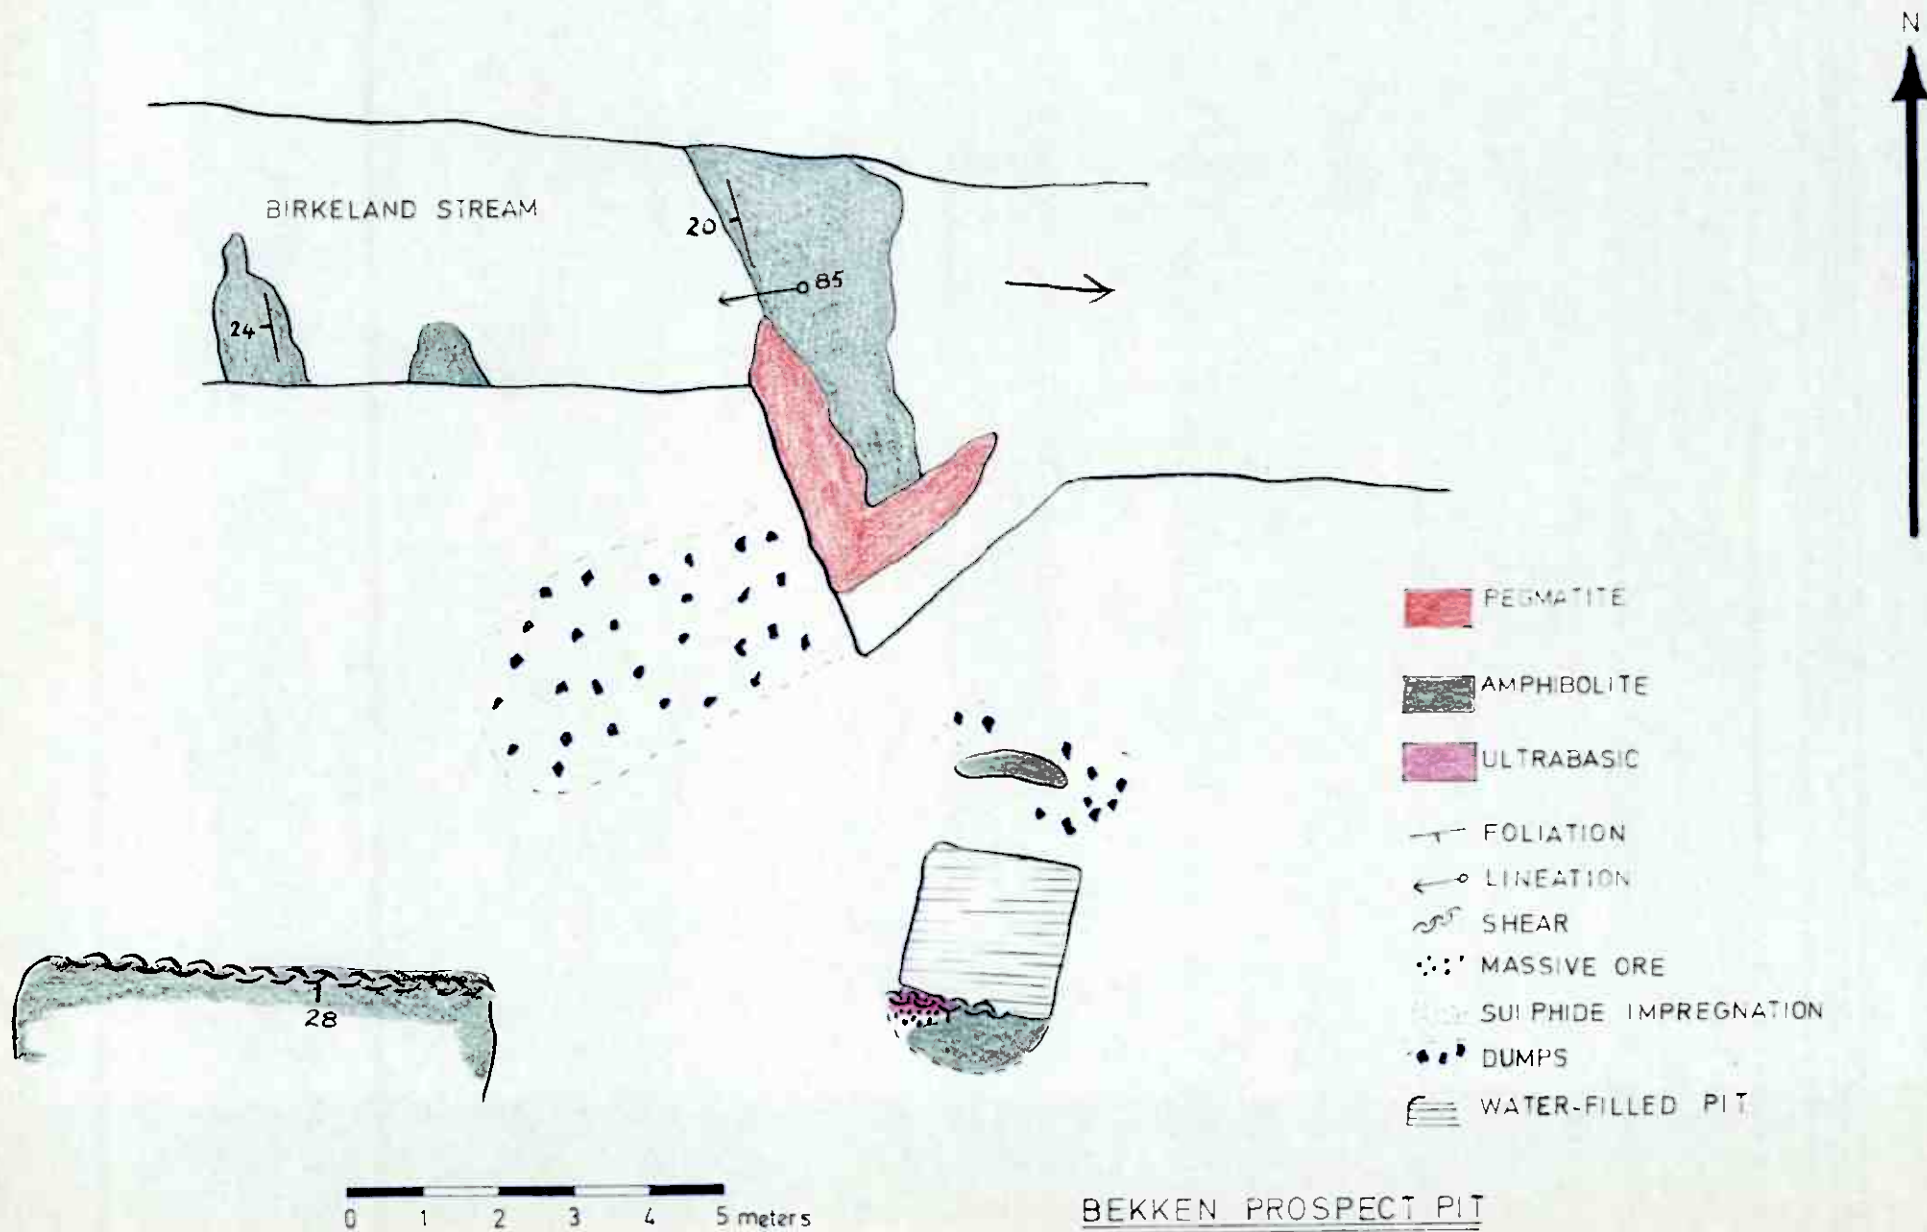 N
BIRKELAND STREAM
20
85
24
PEGMATITE
AMPHIBOLITE
ULTRABASIC
FOLIATION
LINEATION
SHEAR
MASSIVE ORE
SULPHIDE IMPREGNATION
DUMPS
WATER-FILLED PIT
28
0 1 2 3 4 5 meters
BEKKEN PROSPECT PIT